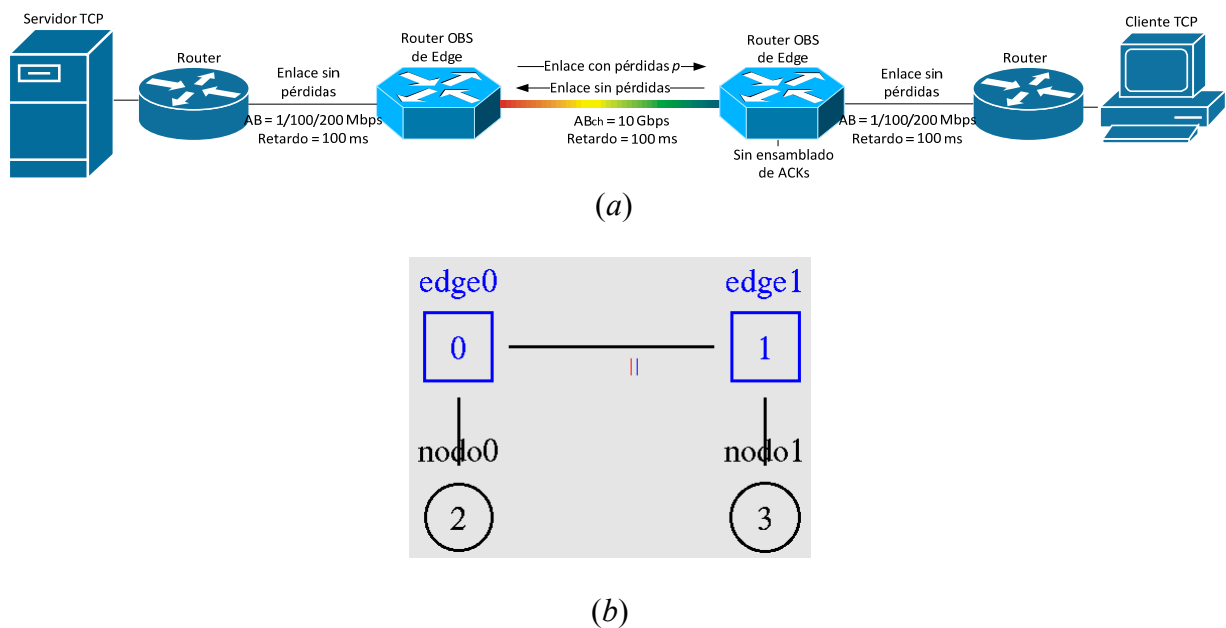 Servidor TCP
Router
Enlace sin
pérdidas
AB = 1/100/200 Mbps
Retardo = 100 ms
Router OBS
de Edge
Enlace con pérdidas p
Enlace sin pérdidas
ABch = 10 Gbps
Retardo = 100 ms
Router OBS
de Edge
Sin ensamblado
de ACKs
Enlace sin
pérdidas
AB = 1/100/200 Mbps
Retardo = 100 ms
Router
Cliente TCP
(a)
edge0
edge1
0
1
nodo0
nodo1
2
3
(b)